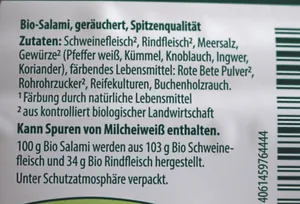 Bio-Salami, geräuchert, Spitzenqualität
Zutaten: Schweinefleisch², Rindfleisch², Meersalz,
Gewürze² (Pfeffer weiß, Kümmel, Knoblauch, Ingwer,
Koriander), färbendes Lebensmittel: Rote Bete Pulver²,
Rohrohrzucker², Reifekulturen, Buchenholzrauch.
¹ Färbung durch natürliche Lebensmittel
² aus kontrolliert biologischer Landwirtschaft
Kann Spuren von Milcheiweiß enthalten.
100 g Bio Salami werden aus 103 g Bio Schweine-
fleisch und 34 g Bio Rindfleisch hergestellt.
Unter Schutzatmosphäre verpackt.
4061459764444